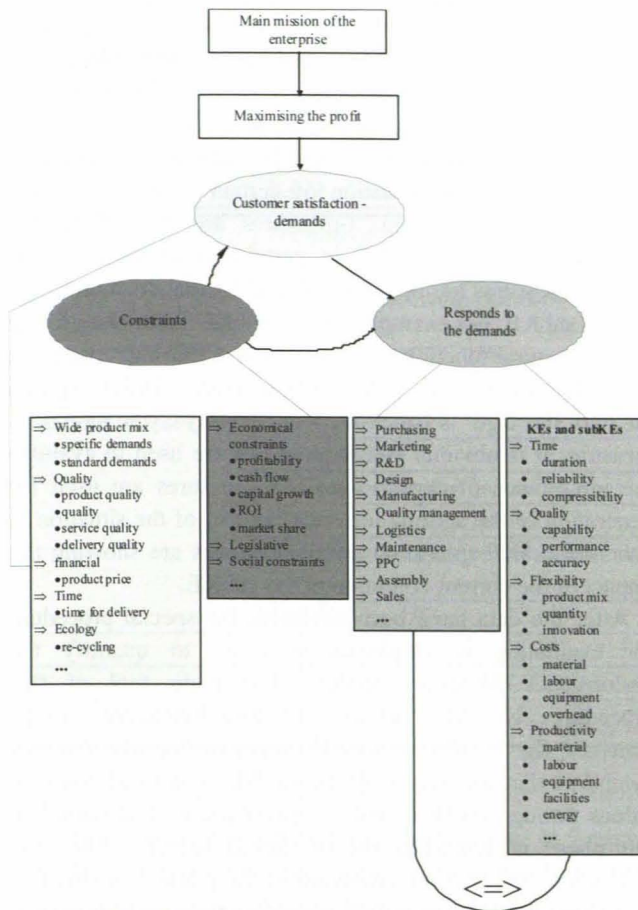 Main mission of the
enterprise
Maximising the profit
Customer satisfaction -
demands
Constraints
Responds to
the demands
⇒ Wide product mix
•specific demands
•standard demands
⇒ Quality
•product quality
•quality
•service quality
•delivery quality
⇒ financial
•product price
⇒ Time
•time for delivery
⇒ Ecology
•re-cycling
...
⇒ Economical
constraints
•profitability
•cash flow
•capital growth
•ROI
•market share
⇒ Legislative
⇒ Social constraints
...
⇒ Purchasing
⇒ Marketing
⇒ R&D
⇒ Design
⇒ Manufacturing
⇒ Quality management
⇒ Logistics
⇒ Maintenance
⇒ PPC
⇒ Assembly
⇒ Sales
...
KEs and subKEs
⇒ Time
• duration
• reliability
• compressibility
⇒ Quality
• capability
• performance
• accuracy
⇒ Flexibility
• product mix
• quantity
• innovation
⇒ Costs
• material
• labour
• equipment
• overhead
⇒ Productivity
• material
• labour
• equipment
• facilities
• energy
...
<=>